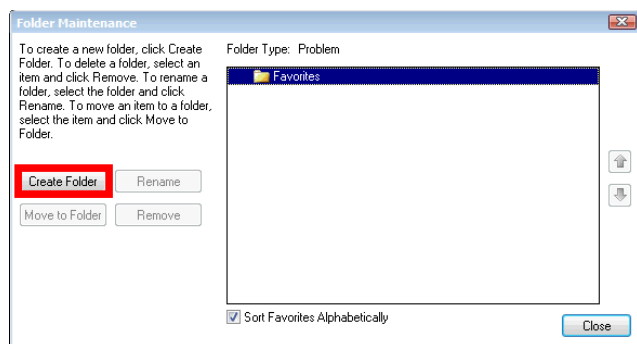 Folder Maintenance
To create a new folder, click Create
Folder. To delete a folder, select an
item and click Remove. To rename a
folder, select the folder and click
Rename. To move an item to a folder,
select the item and click Move to
Folder.
Create Folder
Rename
Move to Folder
Remove
Folder Type: Problem
Favorites
Sort Favorites Alphabetically
Close